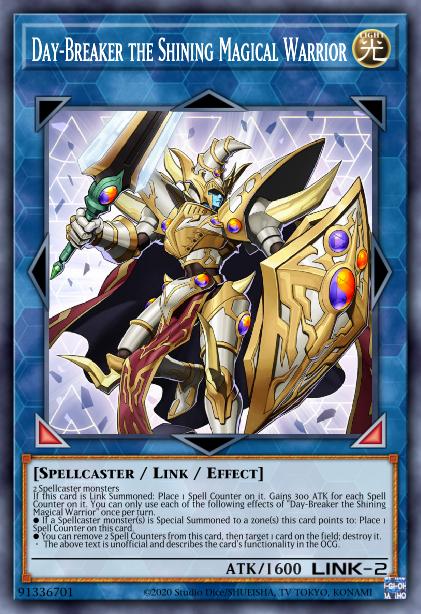 Day-Breaker the Shining Magical Warrior
LIGHT
光
[Spellcaster / Link / Effect]
2 Spellcaster monsters
If this card is Link Summoned: Place 1 Spell Counter on it. Gains 300 ATK for each Spell
Counter on it. You can only use each of the following effects of "Day-Breaker the Shining
Magical Warrior" once per turn.
● If a Spellcaster monster(s) is Special Summoned to a zone(s) this card points to: Place 1
Spell Counter on this card.
● You can remove 2 Spell Counters from this card, then target 1 card on the field; destroy it.
・ The above text is unofficial and describes the card's functionality in the OCG.
ATK/1600 LINK-2
91336701
©2020 Studio Dice/SHUEISHA, TV TOKYO, KONAMI